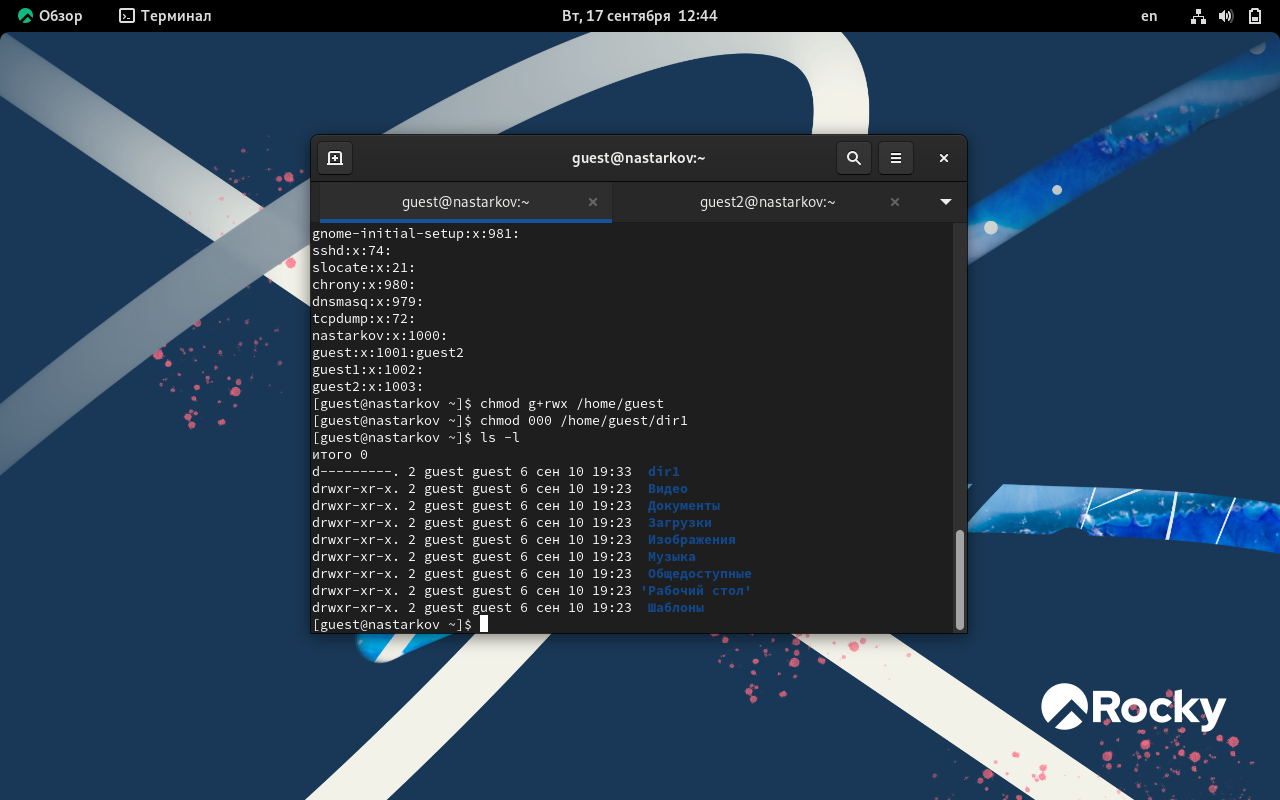 Обзор Терминал Вт, 17 сентября 12:44 en
guest@nastarkov:~
guest@nastarkov:~ guest2@nastarkov:~
gnome-initial-setup:x:981:
sshd:x:74:
slocate:x:21:
chrony:x:980:
dnsmasq:x:979:
tcpdump:x:72:
nastarkov:x:1000:
guest:x:1001:guest2
guest1:x:1002:
guest2:x:1003:
[guest@nastarkov ~]$ chmod g+rwx /home/guest
[guest@nastarkov ~]$ chmod 000 /home/guest/dir1
[guest@nastarkov ~]$ ls -l
итого 0
d---------. 2 guest guest 6 сен 10 19:33  dir1
drwxr-xr-x. 2 guest guest 6 сен 10 19:23  Видео
drwxr-xr-x. 2 guest guest 6 сен 10 19:23  Документы
drwxr-xr-x. 2 guest guest 6 сен 10 19:23  Загрузки
drwxr-xr-x. 2 guest guest 6 сен 10 19:23  Изображения
drwxr-xr-x. 2 guest guest 6 сен 10 19:23  Музыка
drwxr-xr-x. 2 guest guest 6 сен 10 19:23  Общедоступные
drwxr-xr-x. 2 guest guest 6 сен 10 19:23 'Рабочий стол'
drwxr-xr-x. 2 guest guest 6 сен 10 19:23  Шаблоны
[guest@nastarkov ~]$
Rocky